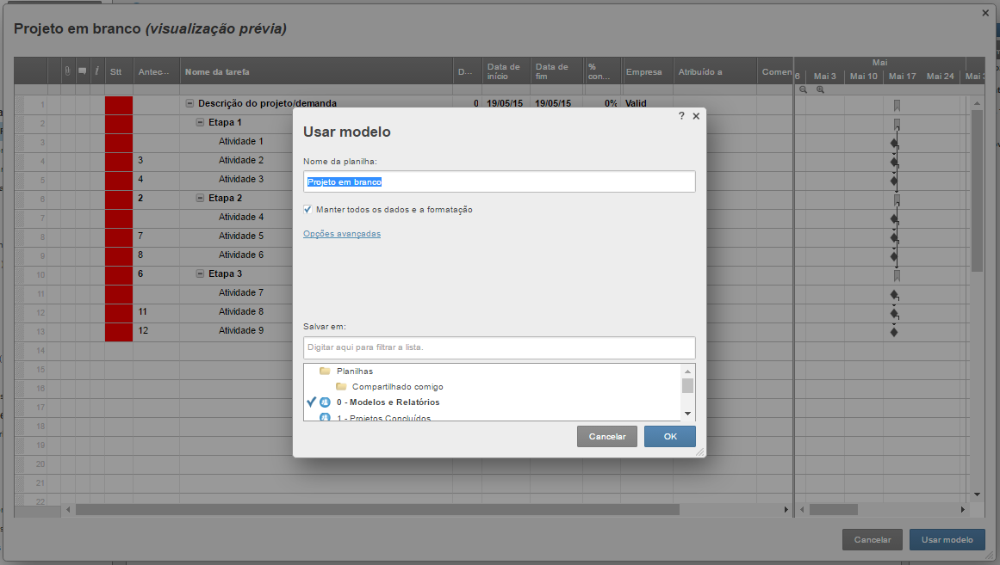 Projeto em branco (visualização prévia)
i Stt Antec... Nome da tarefa D... Data de início Data de fim % con... Empresa Atribuído a Comen
Mai
6 Mai 3 Mai 10 Mai 17 Mai 24 Mai
1 Descrição do projeto/demanda 0 19/05/15 19/05/15 0% Valid
2 Etapa 1
3 Atividade 1
4 3 Atividade 2
5 4 Atividade 3
6 2 Etapa 2
7 Atividade 4
8 7 Atividade 5
9 8 Atividade 6
10 6 Etapa 3
11 Atividade 7
12 11 Atividade 8
13 12 Atividade 9
14
15
16
17
18
19
20
21
22
? ×
Usar modelo
Nome da planilha:
Projeto em branco
Manter todos os dados e a formatação
Opções avançadas
Salvar em:
Digitar aqui para filtrar a lista.
Planilhas
Compartilhado comigo
0 - Modelos e Relatórios
1 - Projetos Concluídos
Cancelar OK
Cancelar Usar modelo